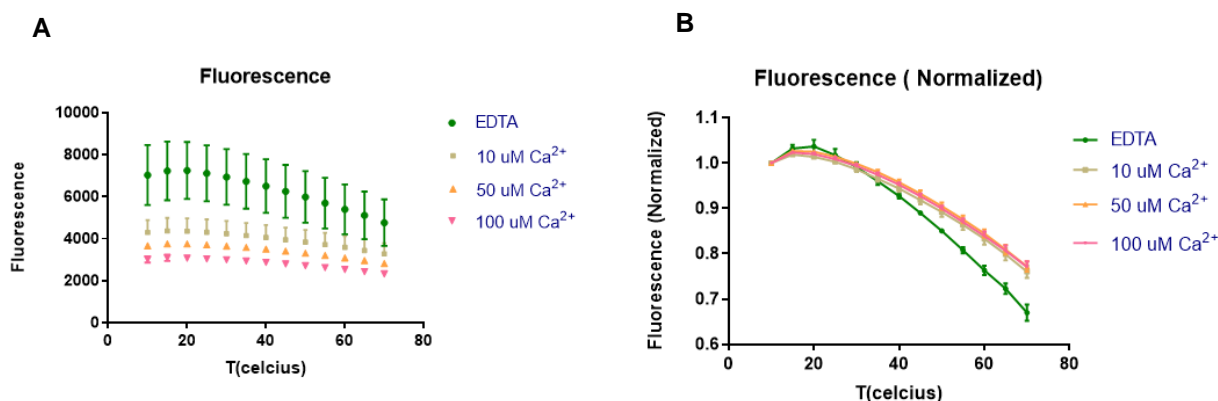 A
Fluorescence
Fluorescence
10000
8000
6000
4000
2000
0
0
20
40
60
80
T(celcius)
EDTA
10 uM Ca²⁺
50 uM Ca²⁺
100 uM Ca²⁺
B
Fluorescence ( Normalized)
Fluorescence (Normalized)
1.1
1.0
0.9
0.8
0.7
0.6
0
20
40
60
80
T(celcius)
EDTA
10 uM Ca²⁺
50 uM Ca²⁺
100 uM Ca²⁺